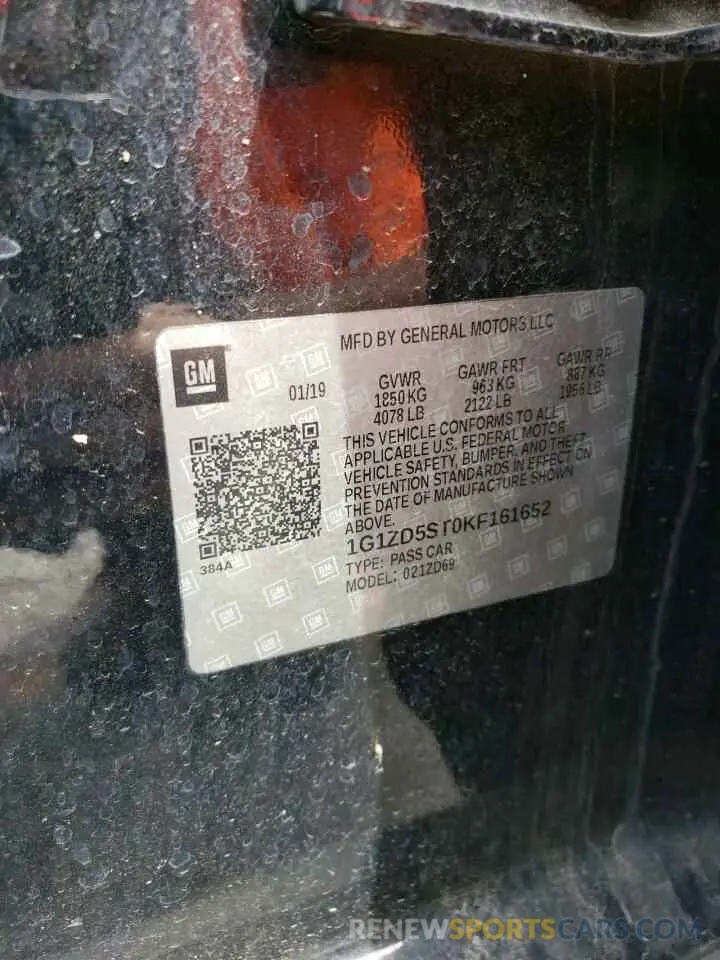 MFD BY GENERAL MOTORS LLC
GM
01/19
GVWR
1850 KG
4078 LB
GAWR FRT
963 KG
2122 LB
GAWR RR
887 KG
1956 LB
THIS VEHICLE CONFORMS TO ALL
APPLICABLE U.S. FEDERAL MOTOR
VEHICLE SAFETY, BUMPER, AND THEFT
PREVENTION STANDARDS IN EFFECT ON
THE DATE OF MANUFACTURE SHOWN
ABOVE.
1G1ZD5ST0KF161652
TYPE: PASS CAR
MODEL: 021ZD69
384A
RENEWSPORTSCARS.COM